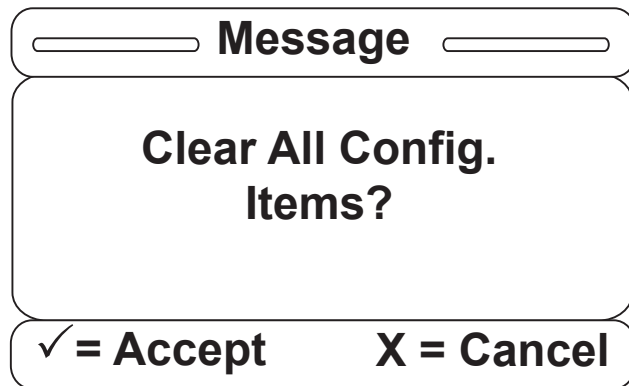 Message
Clear All Config.
Items?
✓= Accept X = Cancel